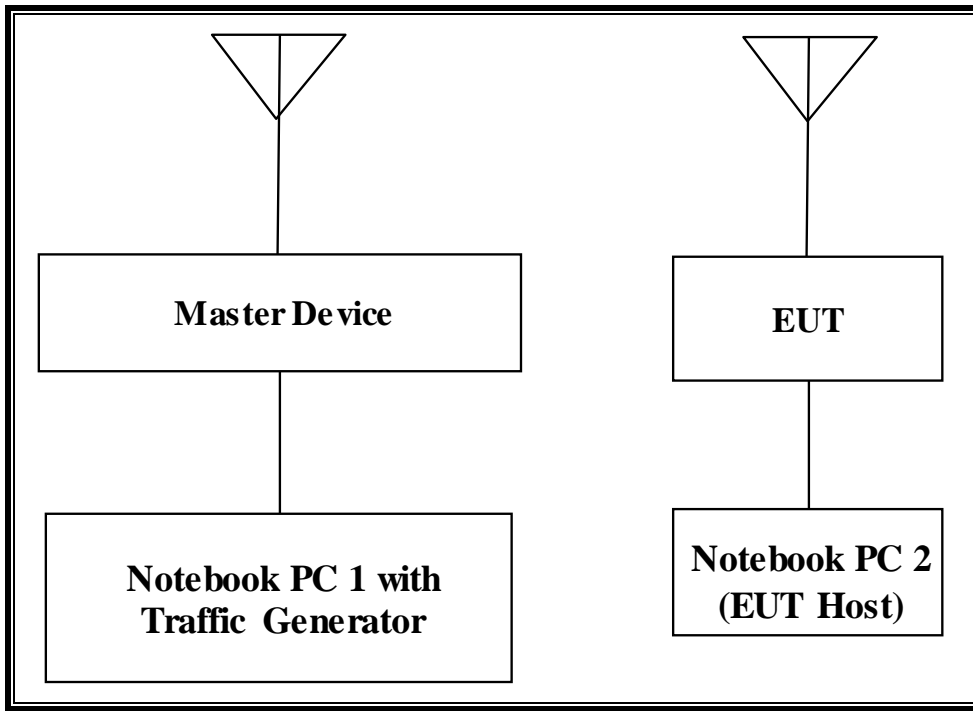 Master Device
EUT
Notebook PC 1 with
Traffic Generator
Notebook PC 2
(EUT Host)